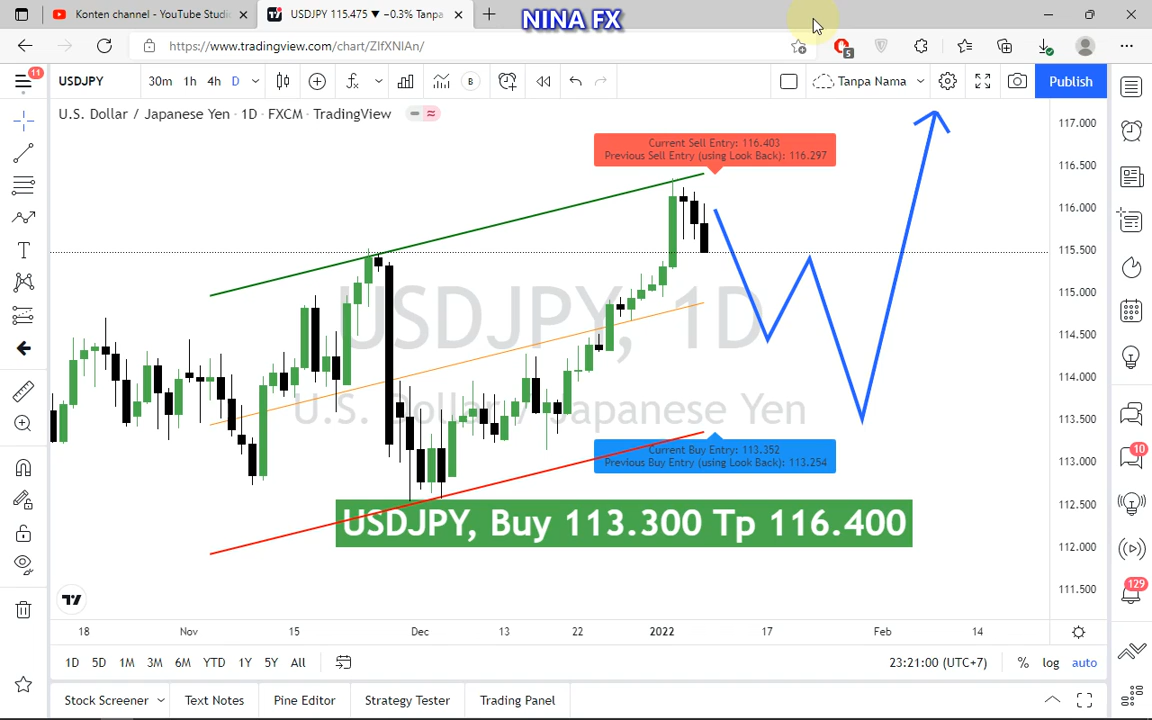 Konten channel - YouTube Studio
USDJPY 115.475 ▼ −0.3% Tanpa
NINA FX
https://www.tradingview.com/chart/ZIfXNIAn/
5
11
USDJPY
30m 1h 4h D
B
Tanpa Nama
Publish
U.S. Dollar / Japanese Yen · 1D · FXCM · TradingView
Current Sell Entry: 116.403
Previous Sell Entry (using Look Back): 116.297
117.000
116.500
116.000
115.500
115.000
114.500
114.000
113.500
113.000
112.500
112.000
111.500
USDJPY, 1D
U.S. Dollar / Japanese Yen
Current Buy Entry: 113.352
Previous Buy Entry (using Look Back): 113.254
USDJPY, Buy 113.300 Tp 116.400
10
129
18 Nov 15 Dec 13 22 2022 17 Feb 14
1D 5D 1M 3M 6M YTD 1Y 5Y All
23:21:00 (UTC+7) % log auto
Stock Screener Text Notes Pine Editor Strategy Tester Trading Panel